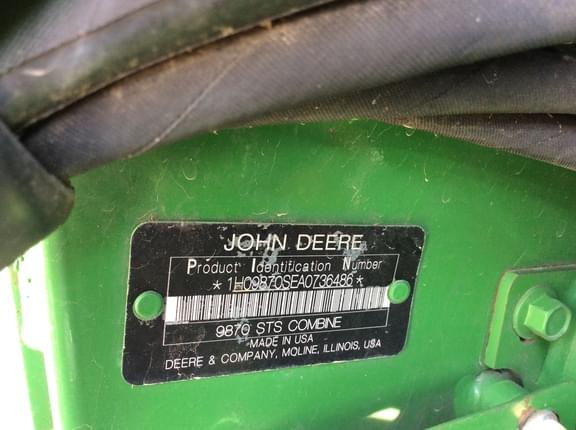 JOHN DEERE
Product Identification Number
*1H09870SEA0736486*
9870 STS COMBINE
MADE IN USA
DEERE & COMPANY, MOLINE, ILLINOIS, USA